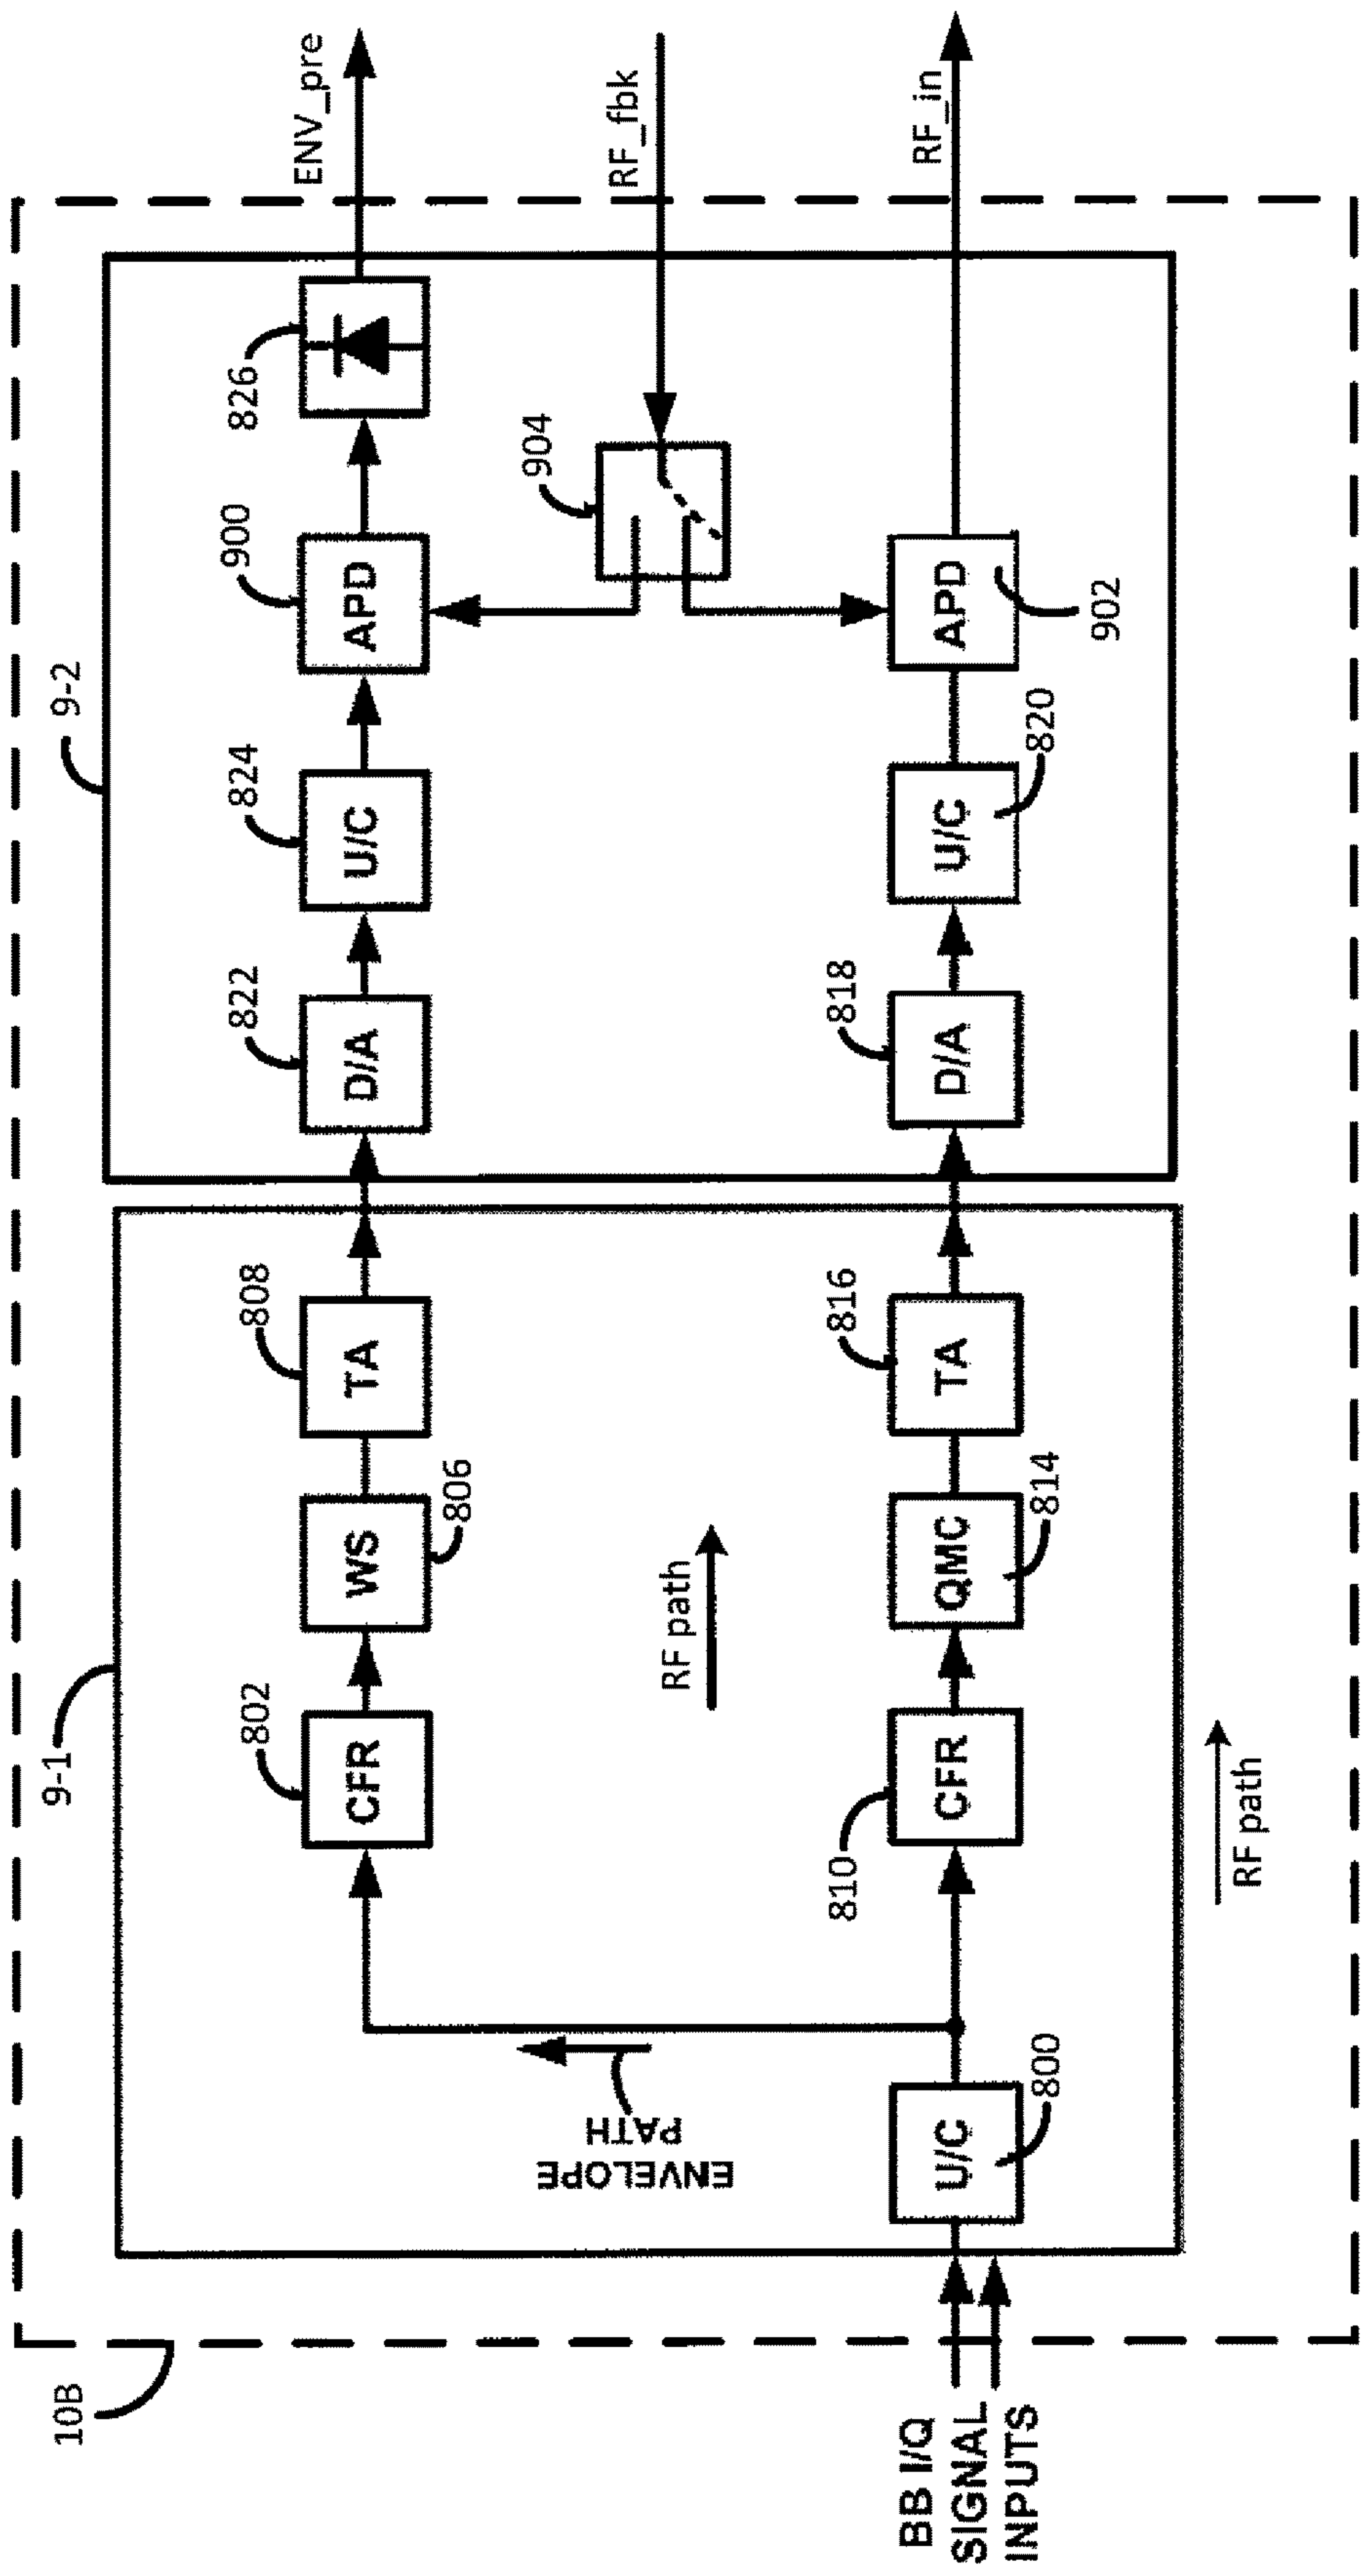 10B
9-1
9-2
BB I/Q
SIGNAL
INPUTS
U/C
800
ENVELOPE
PATH
CFR
802
WS
806
TA
808
D/A
822
U/C
824
APD
900
826
ENV_pre
RF path
904
RF_fbk
CFR
810
QMC
814
TA
816
D/A
818
U/C
820
APD
902
RF_in
RF path